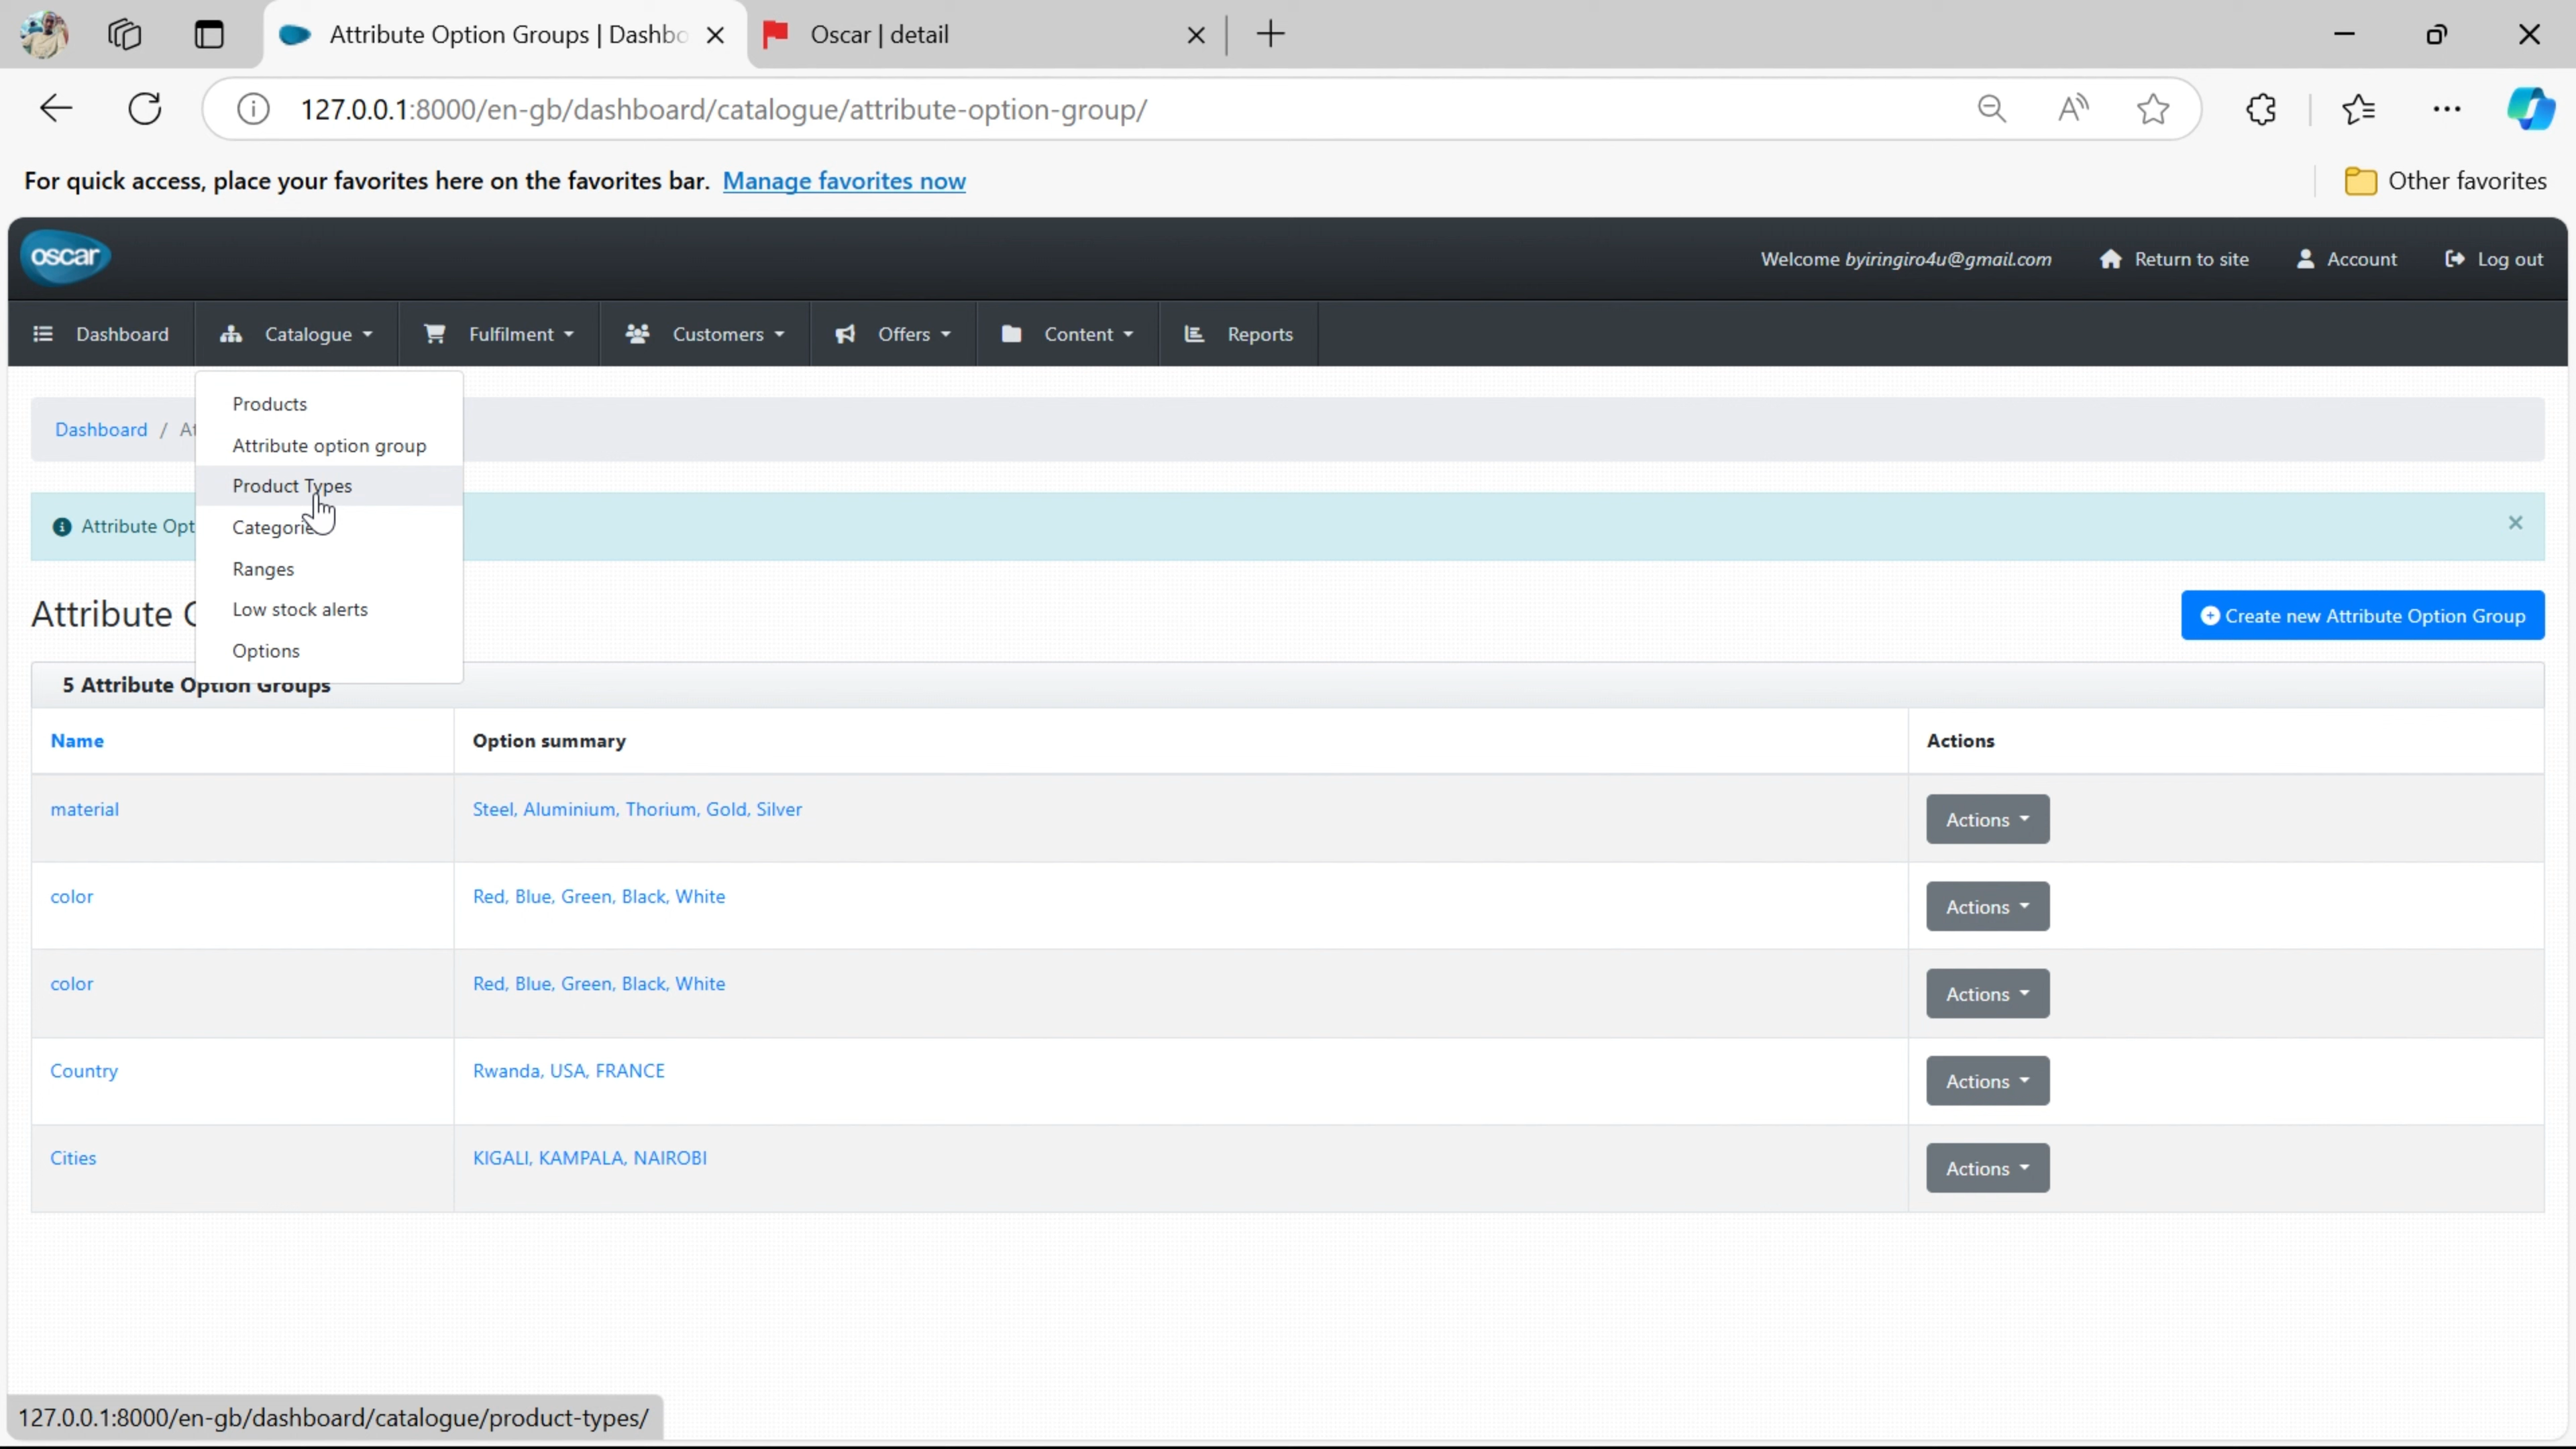 Attribute Option Groups | Dashbo
Oscar | detail
127.0.0.1:8000/en-gb/dashboard/catalogue/attribute-option-group/
For quick access, place your favorites here on the favorites bar. Manage favorites now
Other favorites
oscar
Welcome byiringiro4u@gmail.com
Return to site
Account
Log out
Dashboard
Catalogue
Fulfilment
Customers
Offers
Content
Reports
Dashboard / At
Products
Attribute option group
Product Types
Categorie
Ranges
Low stock alerts
Options
Attribute Opt
Attribute
Create new Attribute Option Group
5 Attribute Option Groups
Name Option summary Actions
material Steel, Aluminium, Thorium, Gold, Silver Actions
color Red, Blue, Green, Black, White Actions
color Red, Blue, Green, Black, White Actions
Country Rwanda, USA, FRANCE Actions
Cities KIGALI, KAMPALA, NAIROBI Actions
127.0.0.1:8000/en-gb/dashboard/catalogue/product-types/